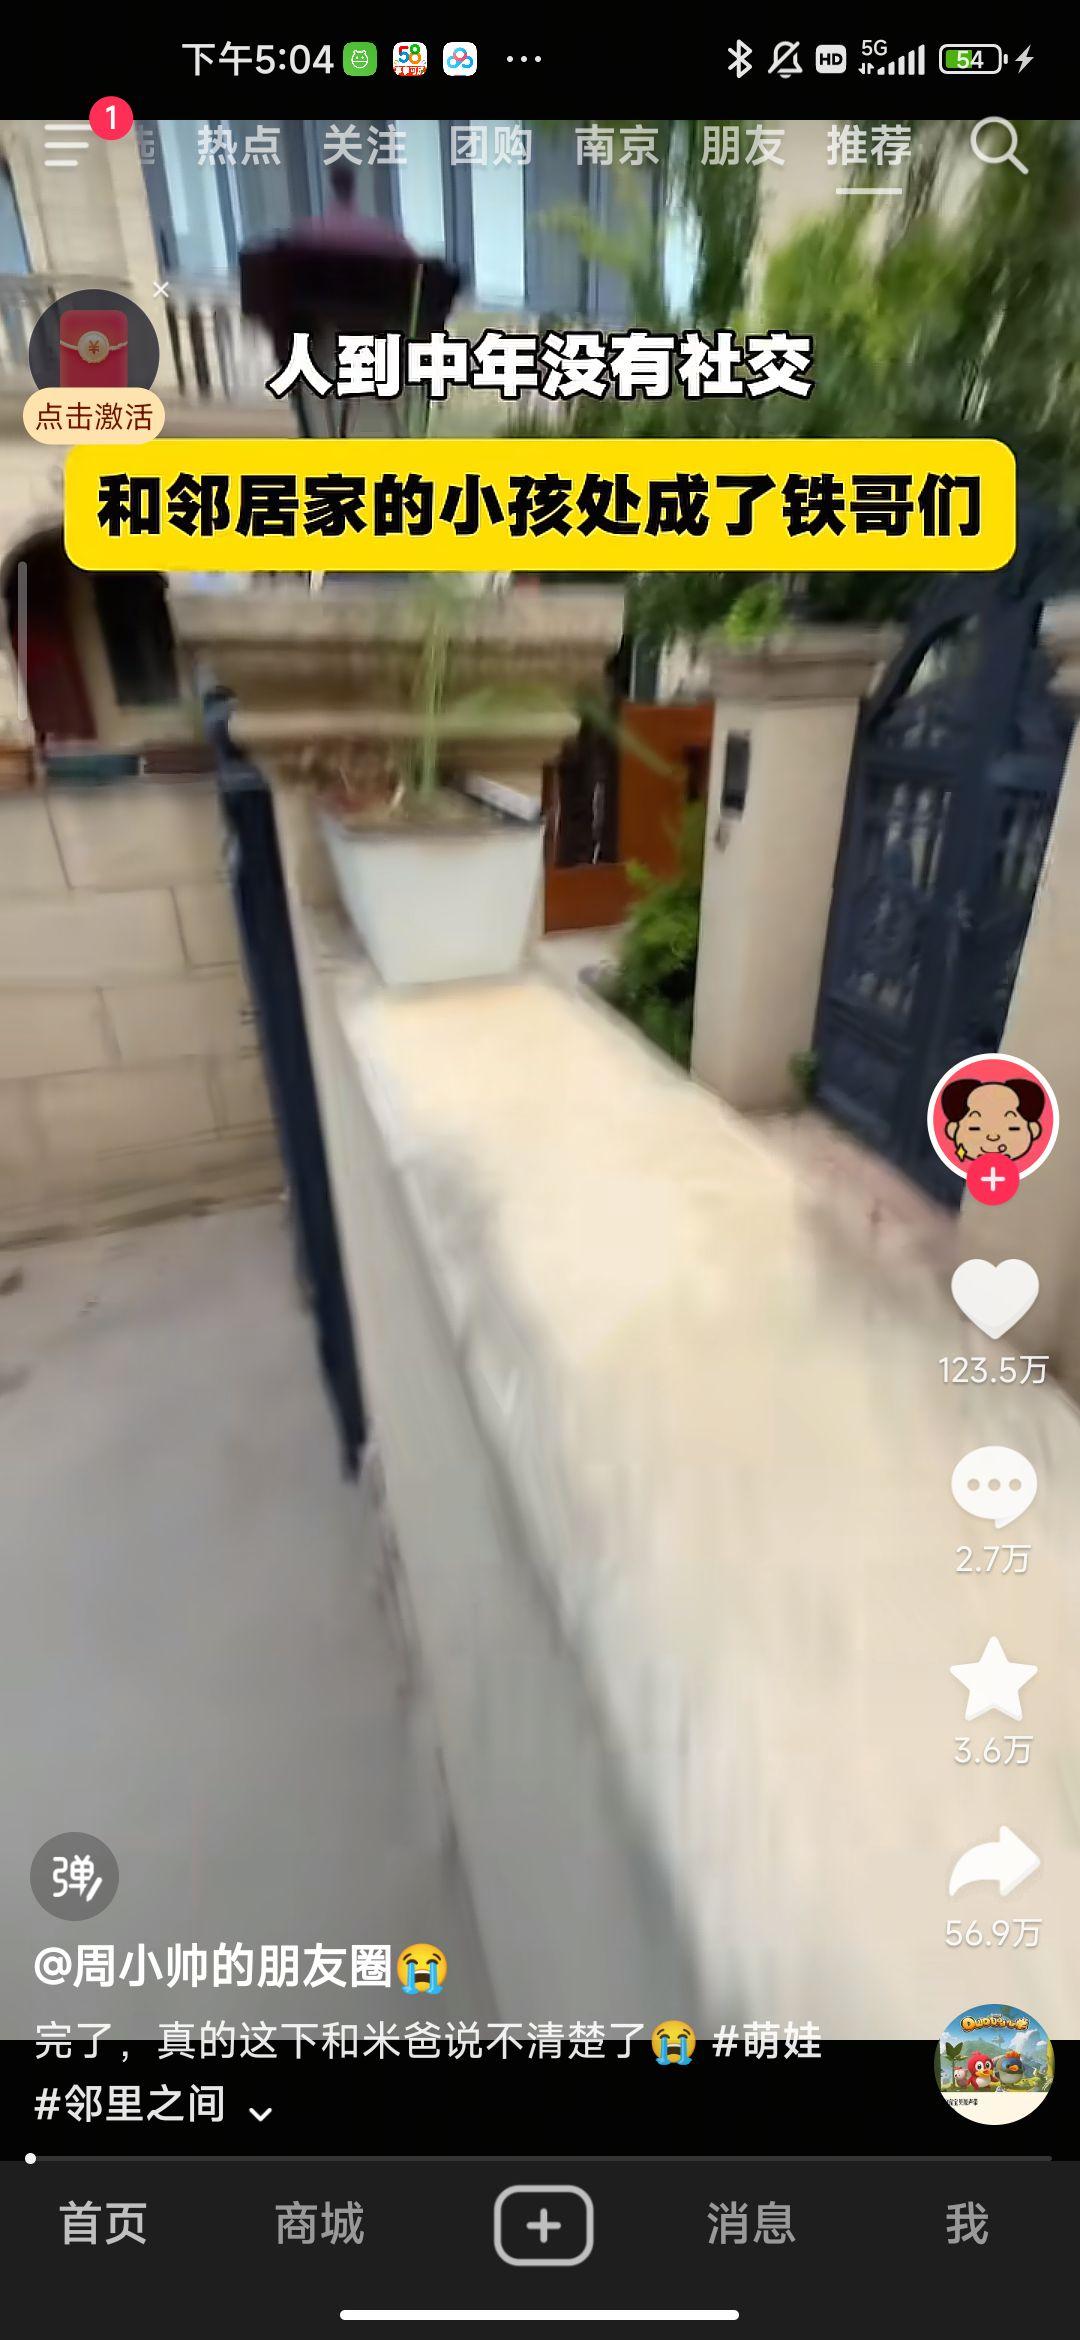 下午5:04
58
HD
5G
54
1
热点 关注 团购 南京 朋友 推荐
点击激活
人到中年没有社交
和邻居家的小孩处成了铁哥们
123.5万
2.7万
3.6万
56.9万
弹
@周小帅的朋友圈😭
完了，真的这下和米爸说不清楚了😭 #萌娃
#邻里之间
首页 商城 消息 我